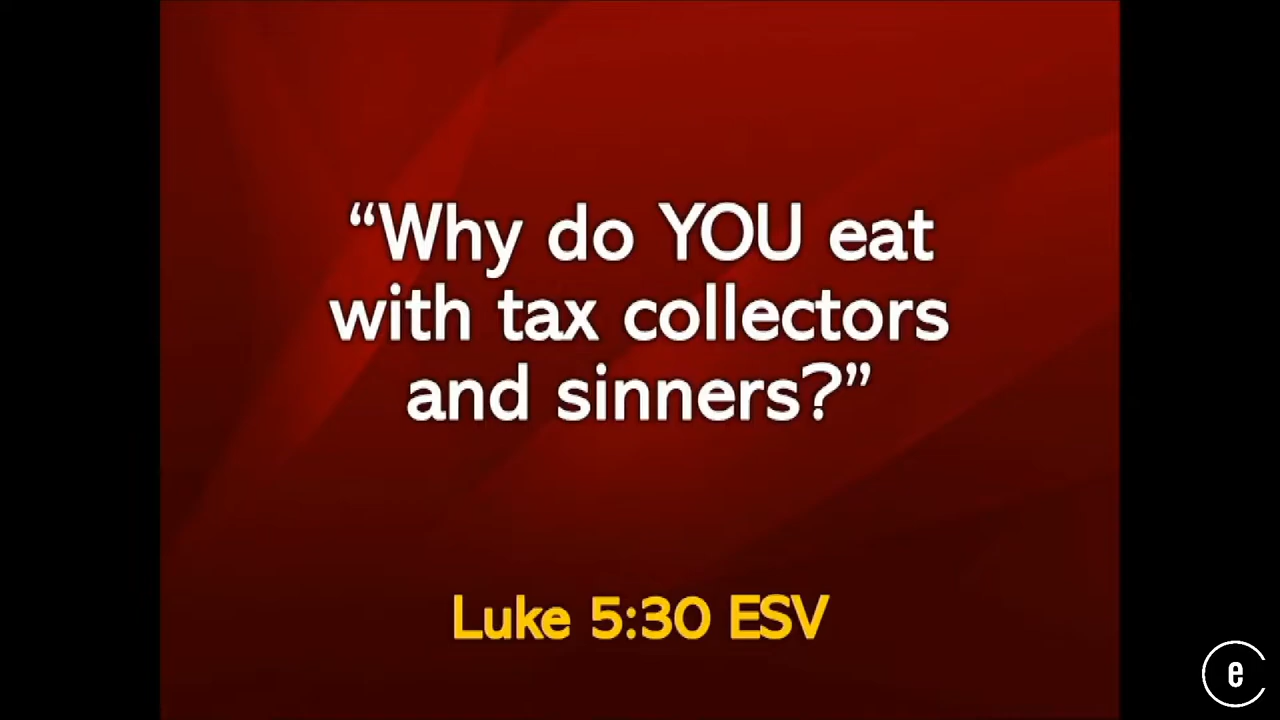 “Why do YOU eat
with tax collectors
and sinners?”
Luke 5:30 ESV
e